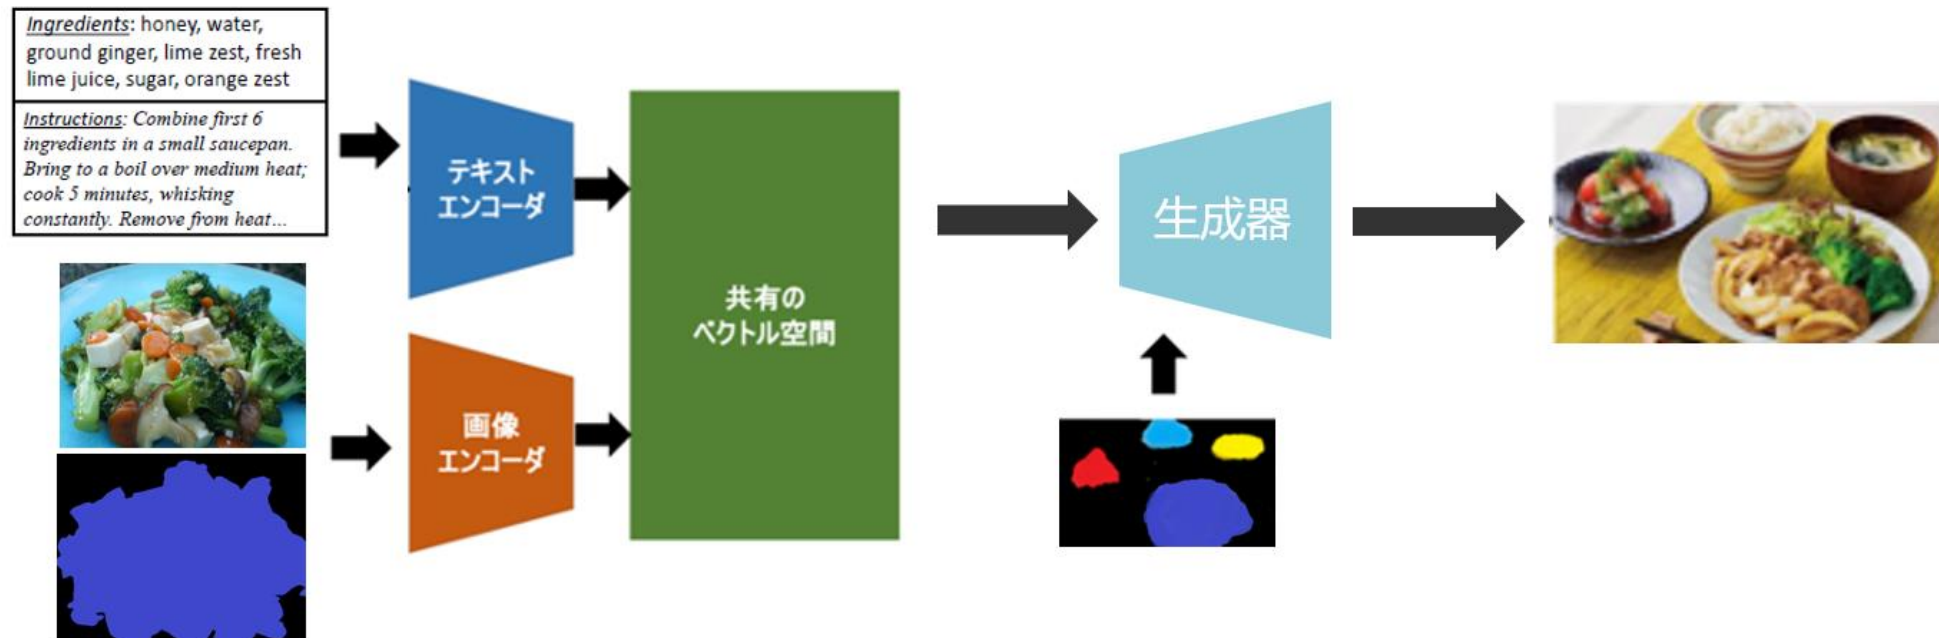 Ingredients: honey, water,
ground ginger, lime zest, fresh
lime juice, sugar, orange zest
Instructions: Combine first 6
ingredients in a small saucepan.
Bring to a boil over medium heat;
cook 5 minutes, whisking
constantly. Remove from heat...
テキスト
エンコーダ
画像
エンコーダ
共有の
ベクトル空間
生成器